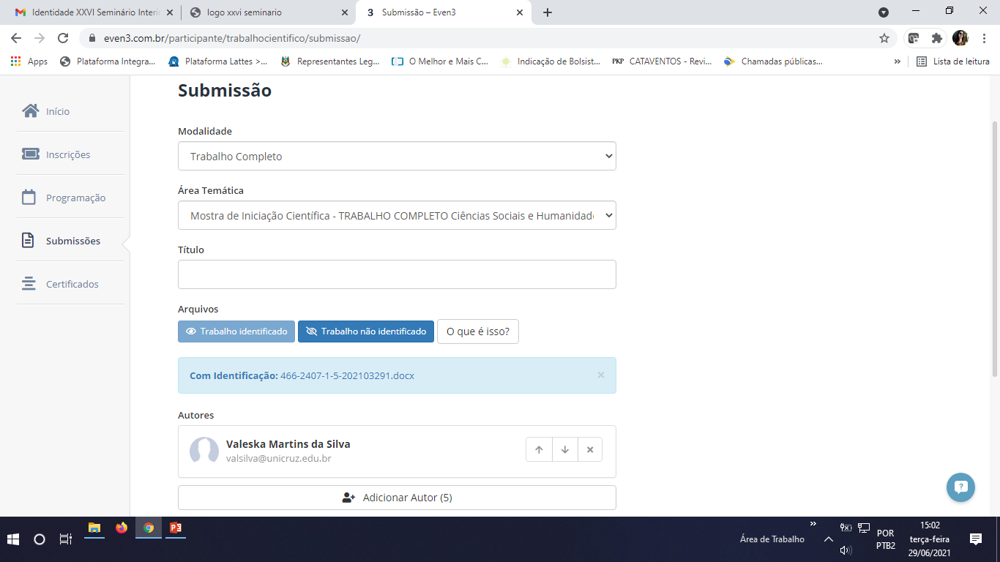 Identidade XXVI Seminário Interin
logo xxvi seminario
Submissão – Even3
even3.com.br/participante/trabalhocientifico/submissao/
Apps
Plataforma Integra...
Plataforma Lattes >...
Representantes Leg...
O Melhor e Mais C...
Indicação de Bolsist...
PKP CATAVENTOS - Revi...
Chamadas públicas...
»
Lista de leitura
Início
Inscrições
Programação
Submissões
Certificados
Submissão
Modalidade
Trabalho Completo
Área Temática
Mostra de Iniciação Científica - TRABALHO COMPLETO Ciências Sociais e Humanidad
Título
Arquivos
Trabalho identificado
Trabalho não identificado
O que é isso?
Com Identificação: 466-2407-1-5-202103291.docx
Autores
Valeska Martins da Silva
valsilva@unicruz.edu.br
Adicionar Autor (5)
Área de Trabalho
»
POR
PTB2
15:02
terça-feira
29/06/2021